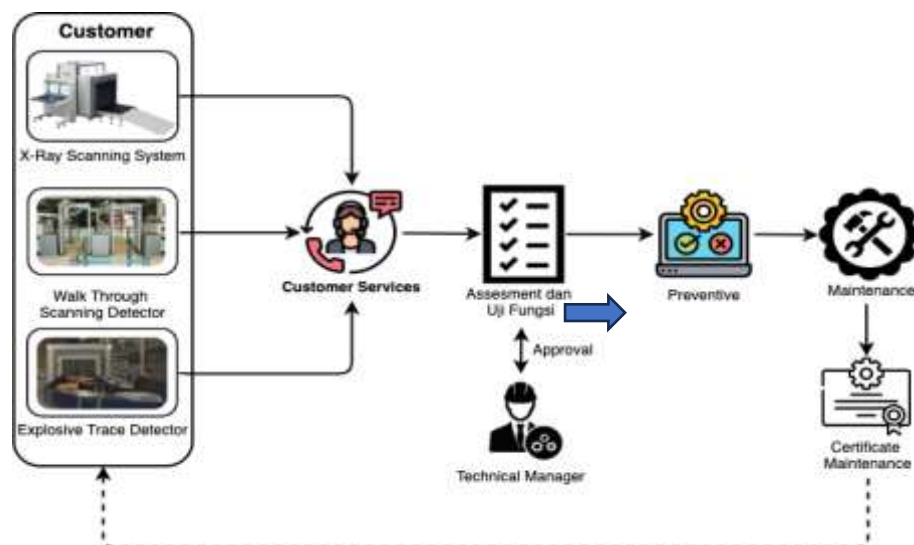 Customer
X-Ray Scanning System
Walk Through
Scanning Detector
Explosive Trace Detector
Customer Services
Assesment dan
Uji Fungsi
Approval
Technical Manager
Preventive
Maintenance
Certificate
Maintenance